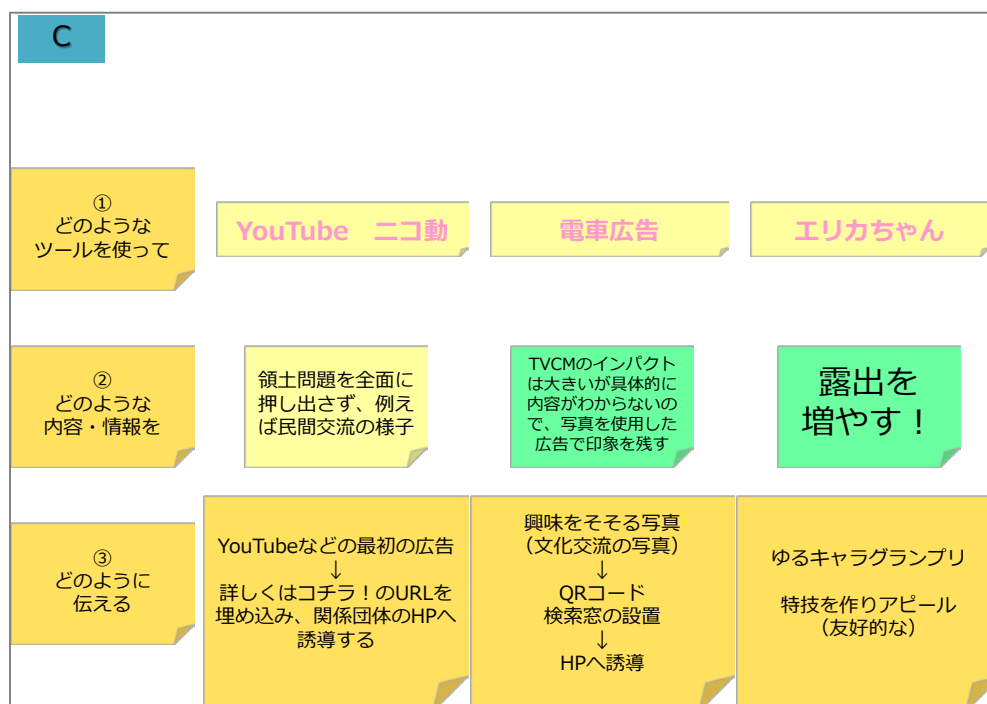 C
①
どのような
ツールを使って
YouTube　ニコ動
電車広告
エリカちゃん
②
どのような
内容・情報を
領土問題を全面に
押し出さず、例え
ば民間交流の様子
TVCMのインパクト
は大きいが具体的に
内容がわからないの
で、写真を使用した
広告で印象を残す
露出を
増やす！
③
どのように
伝える
YouTubeなどの最初の広告
↓
詳しくはコチラ！のURLを
埋め込み、関係団体のHPへ
誘導する
興味をそそる写真
（文化交流の写真）
↓
QRコード
検索窓の設置
↓
HPへ誘導
ゆるキャラグランプリ
特技を作りアピール
（友好的な）